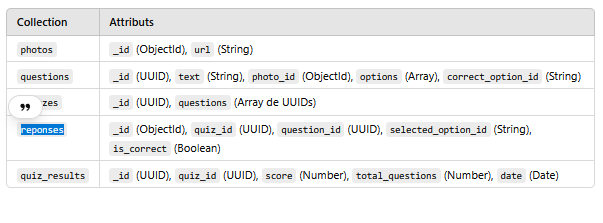 Collection Attributs
photos _id (ObjectId), url (String)
questions _id (UUID), text (String), photo_id (ObjectId), options (Array), correct_option_id (String)
zes _id (UUID), questions (Array de UUIDs)
reponses _id (ObjectId), quiz_id (UUID), question_id (UUID), selected_option_id (String),
is_correct (Boolean)
quiz_results _id (UUID), quiz_id (UUID), score (Number), total_questions (Number), date (Date)